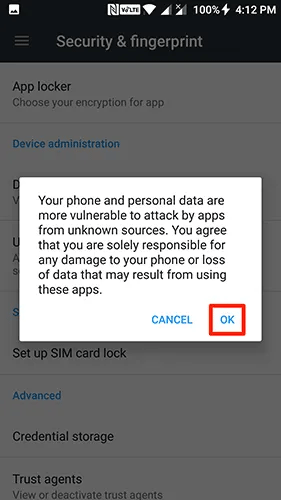 VoLTE 100% 4:12 PM
Security & fingerprint
App locker
Choose your encryption for app
Device administration
D
V
Your phone and personal data are
more vulnerable to attack by apps
from unknown sources. You agree
that you are solely responsible for
any damage to your phone or loss
of data that may result from using
these apps.
CANCEL OK
U
A
s
S
Set up SIM card lock
Advanced
Credential storage
Trust agents
View or deactivate trust agents